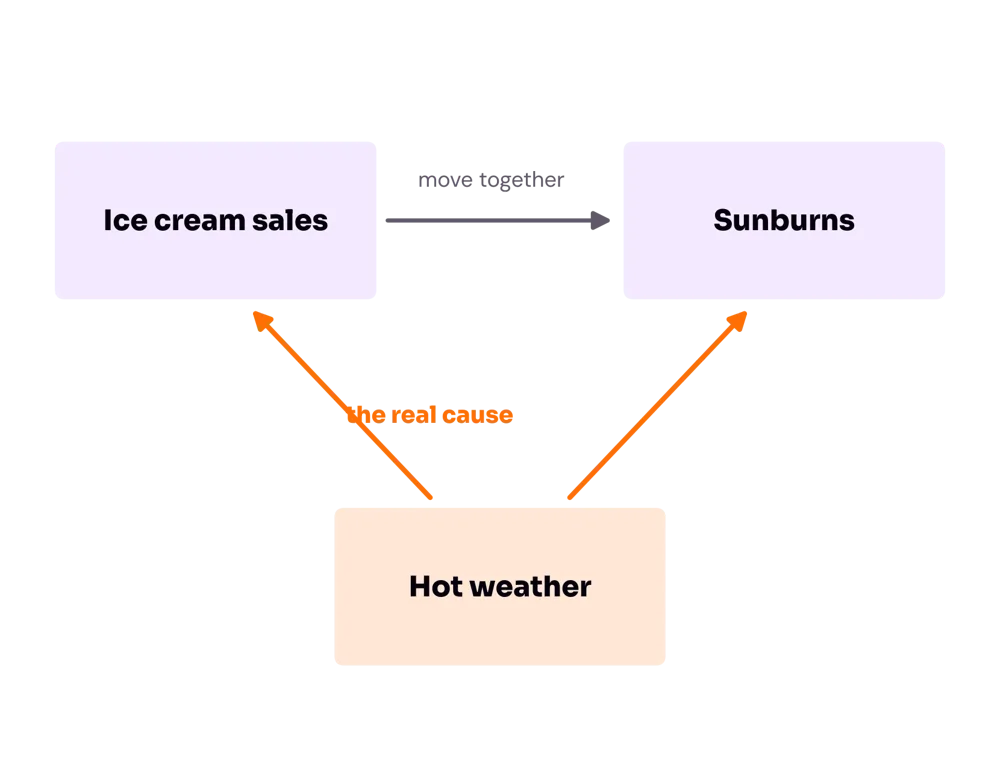 move together
Ice cream sales
Sunburns
the real cause
Hot weather